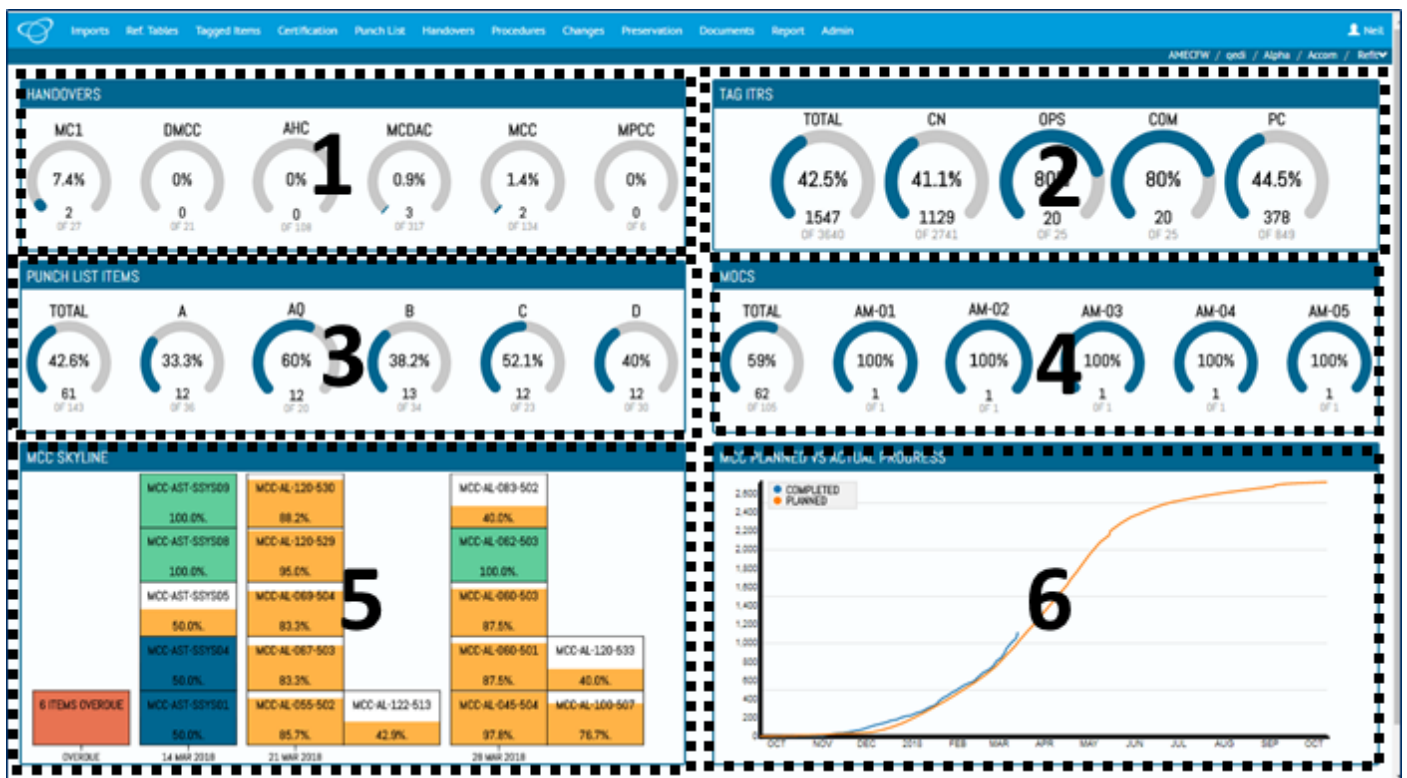 Imports Ref. Tables Tagged Items Certification Punch List Handovers Procedures Changes Preservation Documents Report Admin Neil
AMECFW / qedi / Alpha / Accom / Refit
HANDOVERS
MC1 DMCC AHC MCDAC MCC MPCC
7.4% 0% 0% 0.9% 1.4% 0%
2 0 0 3 2 0
OF 27 OF 21 OF 108 OF 317 OF 134 OF 6
1
TAG ITRS
TOTAL CN OPS COM PC
42.5% 41.1% 80% 80% 44.5%
1547 1129 20 20 378
OF 3640 OF 2741 OF 25 OF 25 OF 849
2
PUNCH LIST ITEMS
TOTAL A AQ B C D
42.6% 33.3% 60% 38.2% 52.1% 40%
61 12 12 13 12 12
OF 143 OF 36 OF 20 OF 34 OF 23 OF 30
3
MOCS
TOTAL AM-01 AM-02 AM-03 AM-04 AM-05
59% 100% 100% 100% 100% 100%
62 1 1 1 1 1
OF 105 OF 1 OF 1 OF 1 OF 1 OF 1
4
MCC SKYLINE
MCC-AST-SSYS09 MCC-AL-120-530 MCC-AL-083-502
100.0%. 88.2%. 40.0%.
MCC-AST-SSYS08 MCC-AL-120-529 MCC-AL-062-503
100.0%. 95.0%. 100.0%.
MCC-AST-SSYS05 MCC-AL-069-504 MCC-AL-060-503
50.0%. 83.3%. 87.5%.
MCC-AST-SSYS04 MCC-AL-067-503 MCC-AL-060-501 MCC-AL-120-533
50.0%. 83.3%. 87.5%. 40.0%.
6 ITEMS OVERDUE MCC-AST-SSYS01 MCC-AL-055-502 MCC-AL-122-513 MCC-AL-045-504 MCC-AL-100-507
50.0%. 85.7%. 42.9%. 97.8%. 76.7%.
OVERDUE 14 MAR 2018 21 MAR 2018 28 MAR 2018
5
MCC PLANNED VS ACTUAL PROGRESS
COMPLETED
PLANNED
2,600
2,400
2,200
2,000
1,800
1,600
1,400
1,200
1,000
800
600
400
200
0
OCT NOV DEC 2018 FEB MAR APR MAY JUN JUL AUG SEP OCT
6